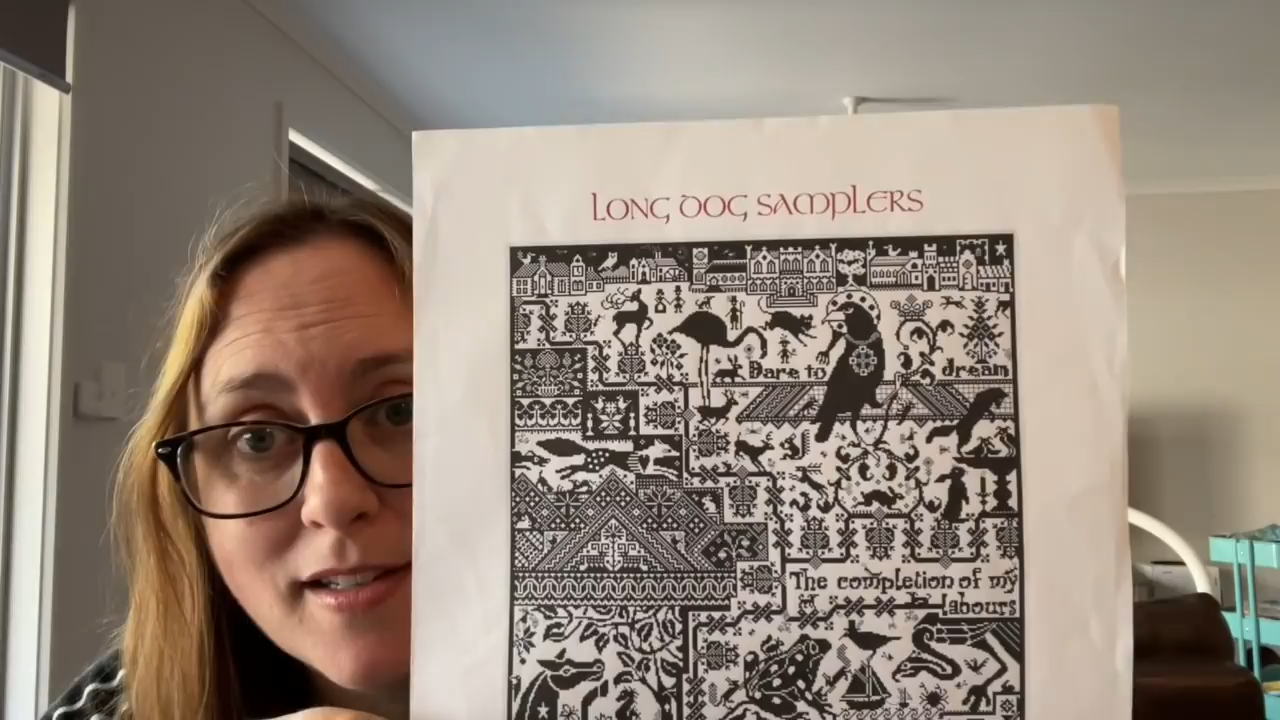 LONG DOG SAMPLERS
Dare to dream
The completion of my
labours